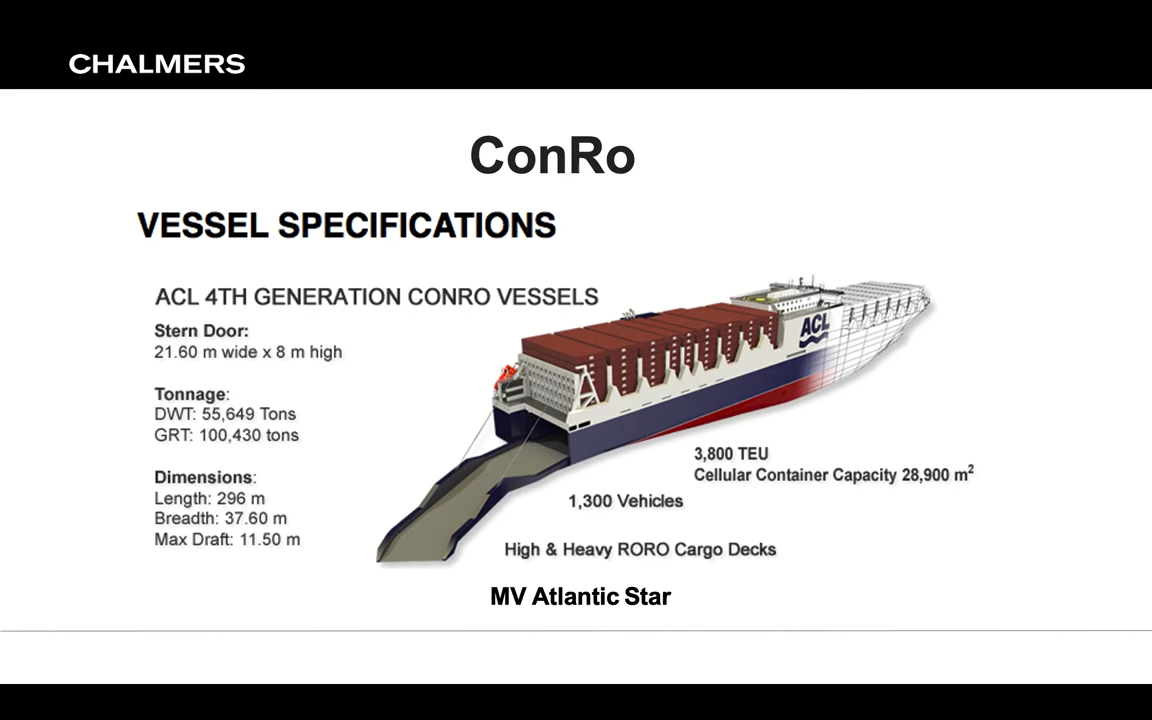 CHALMERS
ConRo
VESSEL SPECIFICATIONS
ACL 4TH GENERATION CONRO VESSELS
Stern Door:
21.60 m wide x 8 m high
Tonnage:
DWT: 55,649 Tons
GRT: 100,430 tons
Dimensions:
Length: 296 m
Breadth: 37.60 m
Max Draft: 11.50 m
ACL
3,800 TEU
Cellular Container Capacity 28,900 m²
1,300 Vehicles
High & Heavy RORO Cargo Decks
MV Atlantic Star